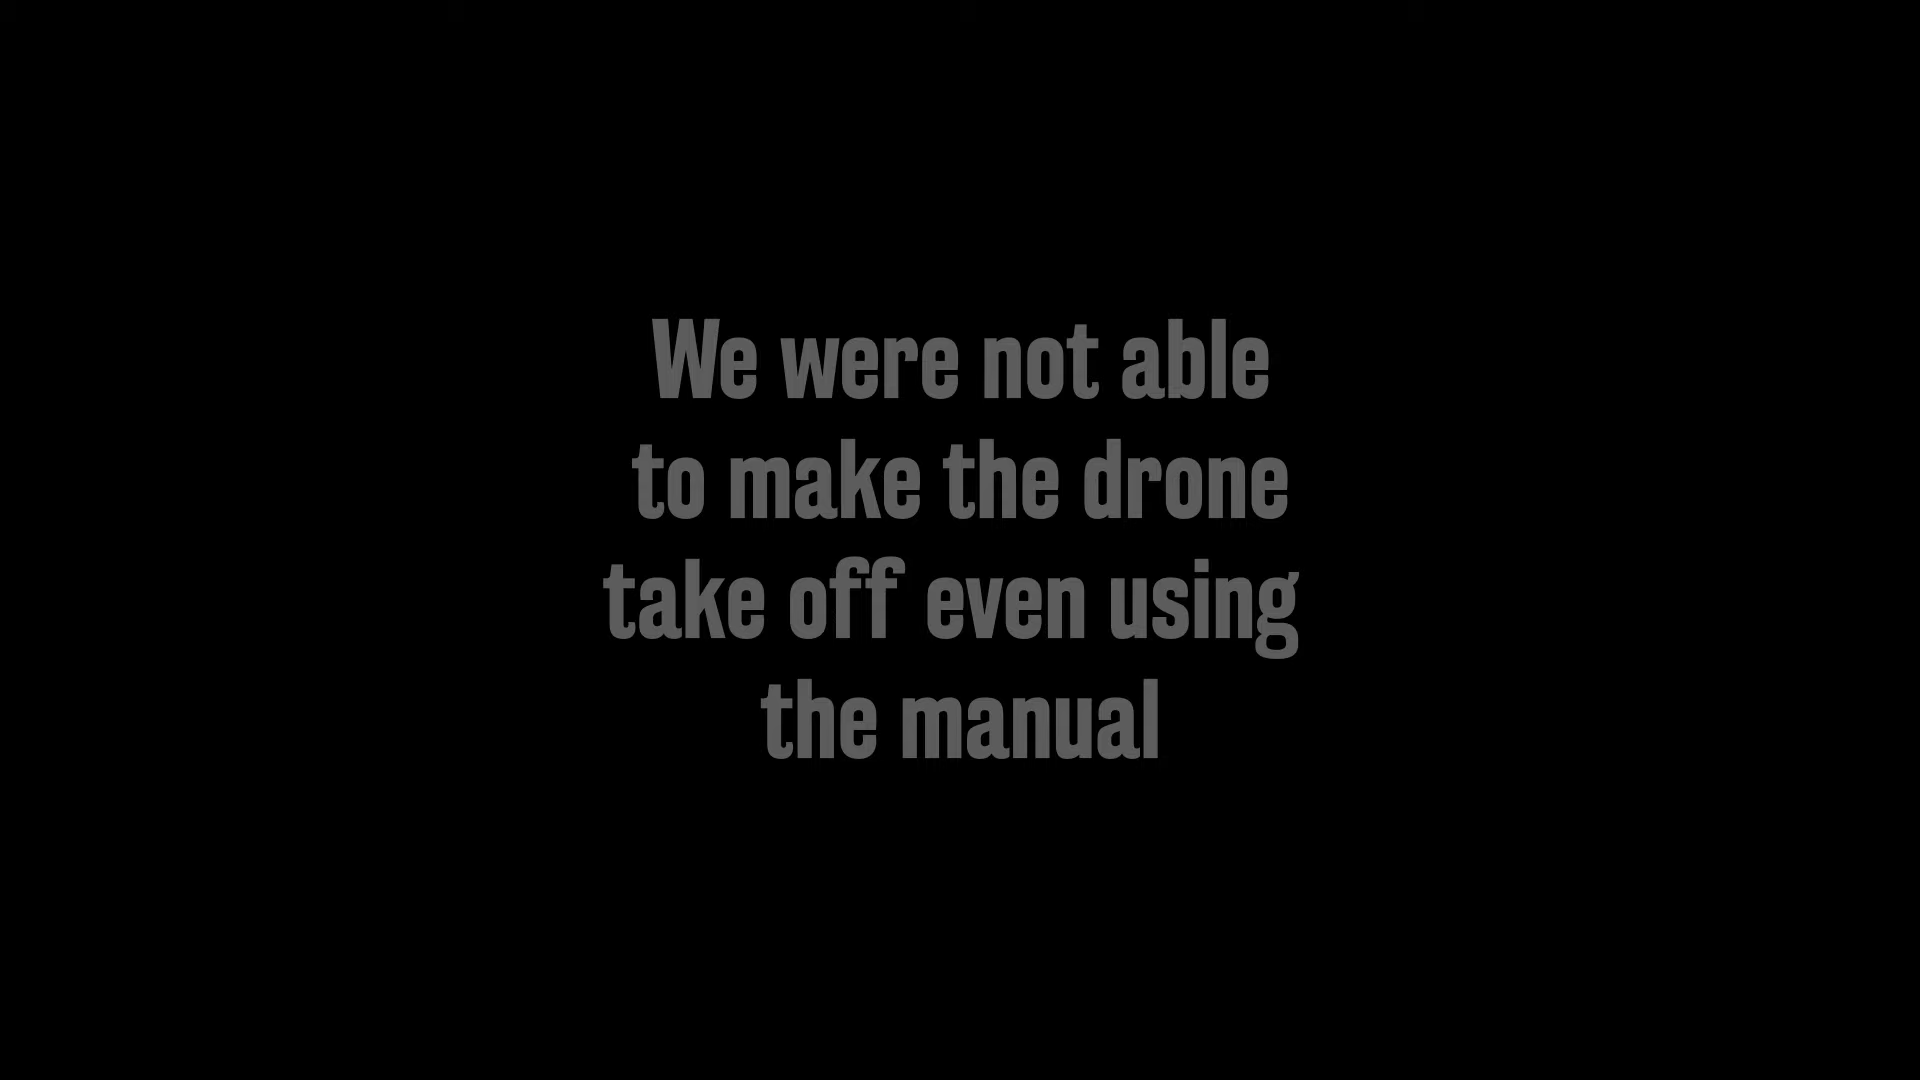 We were not able
to make the drone
take off even using
the manual